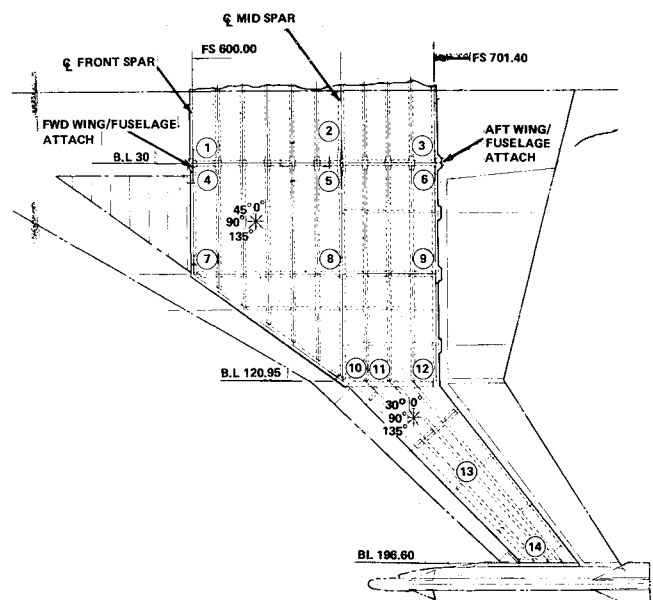 ℄ MID SPAR
FS 600.00
FS 701.40
℄ FRONT SPAR
FWD WING/FUSELAGE
ATTACH
AFT WING/
FUSELAGE
ATTACH
B.L 30
1
2
3
4
5
6
45° 0°
90°
135°
7
8
9
B.L 120.95
10
11
12
30° 0°
90°
135°
13
14
BL 196.60